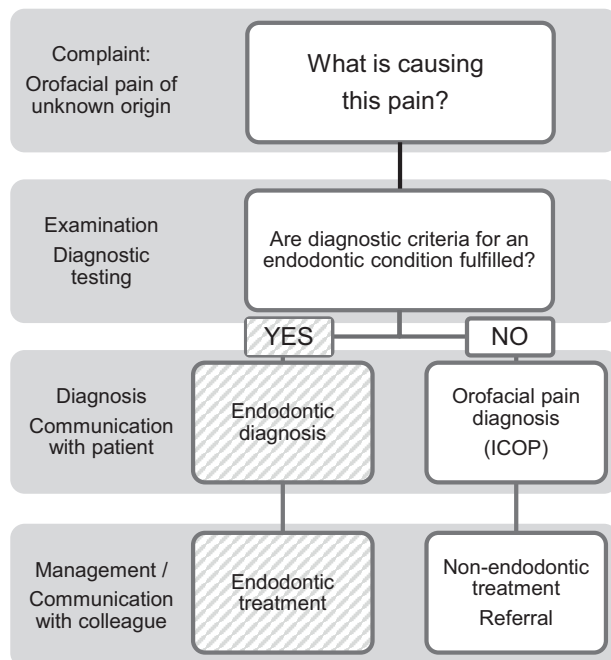 Complaint:
Orofacial pain of
unknown origin
What is causing
this pain?
Examination
Diagnostic
testing
Are diagnostic criteria for an
endodontic condition fulfilled?
YES
NO
Diagnosis
Communication
with patient
Endodontic
diagnosis
Orofacial pain
diagnosis
(ICOP)
Management /
Communication
with colleague
Endodontic
treatment
Non-endodontic
treatment
Referral